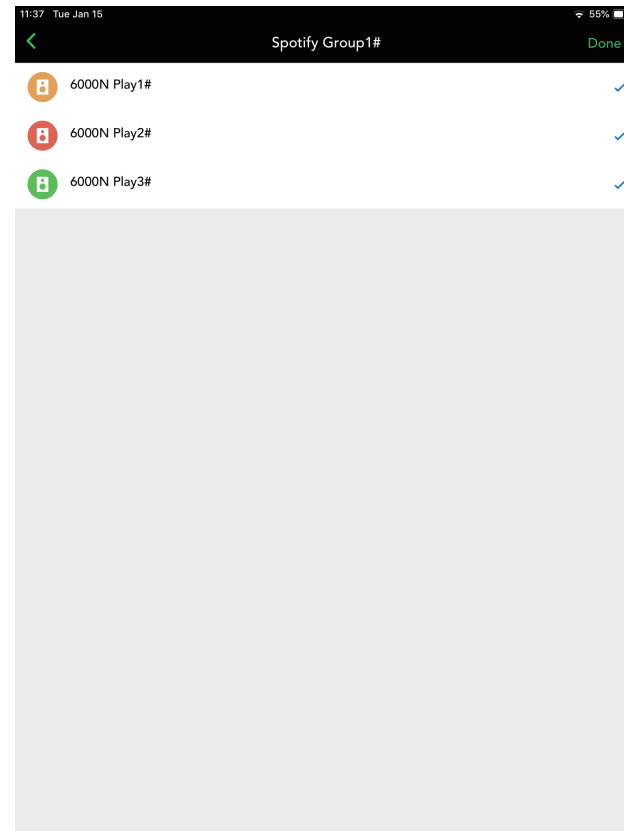 11:37 Tue Jan 15 55%
Spotify Group1# Done
6000N Play1#
6000N Play2#
6000N Play3#